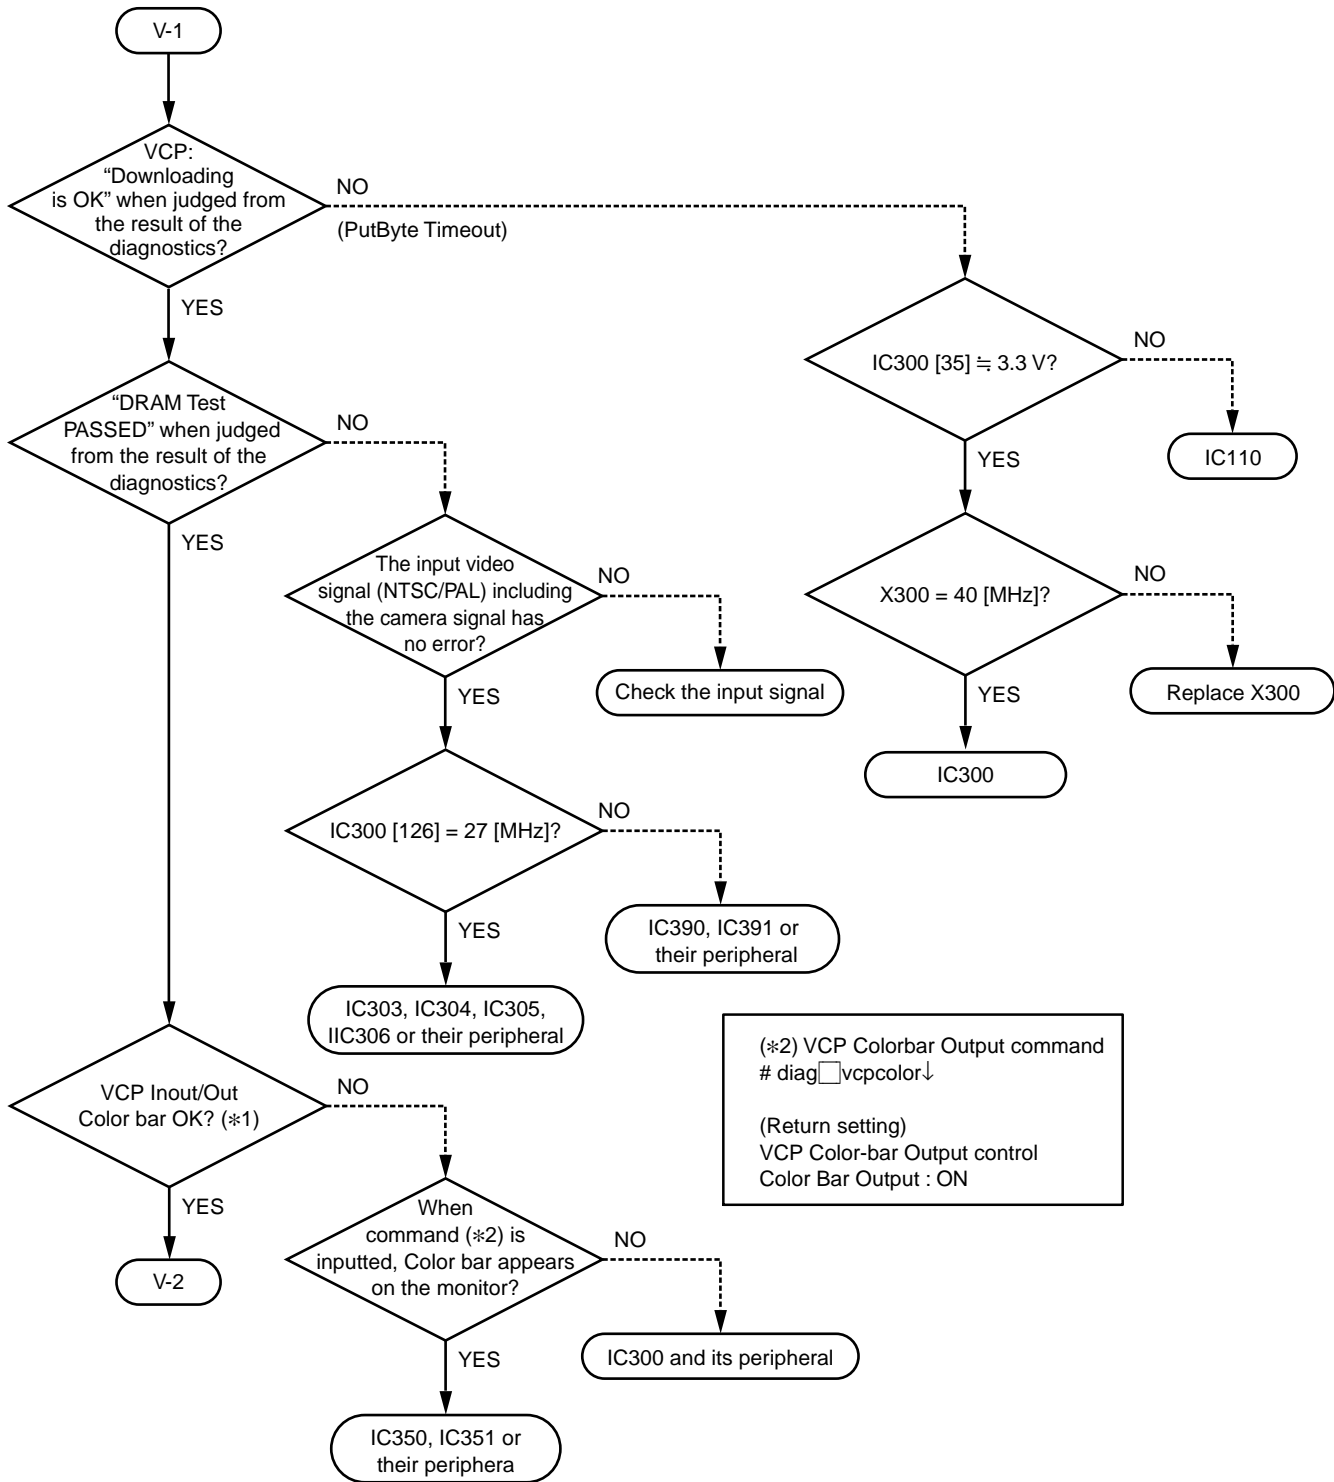 V-1
VCP:
“Downloading
is OK” when judged from
the result of the
diagnostics?
NO
(PutByte Timeout)
YES
IC300 [35] ≒ 3.3 V?
NO
IC110
YES
X300 = 40 [MHz]?
NO
Replace X300
YES
IC300
“DRAM Test
PASSED” when judged
from the result of the
diagnostics?
NO
YES
The input video
signal (NTSC/PAL) including
the camera signal has
no error?
NO
Check the input signal
YES
IC300 [126] = 27 [MHz]?
NO
IC390, IC391 or
their peripheral
YES
IC303, IC304, IC305,
IIC306 or their peripheral
VCP Inout/Out
Color bar OK? (∗1)
NO
YES
V-2
When
command (∗2) is
inputted, Color bar appears
on the monitor?
NO
IC300 and its peripheral
YES
IC350, IC351 or
their periphera
(∗2) VCP Colorbar Output command
# diag□vcpcolor↓
(Return setting)
VCP Color-bar Output control
Color Bar Output : ON